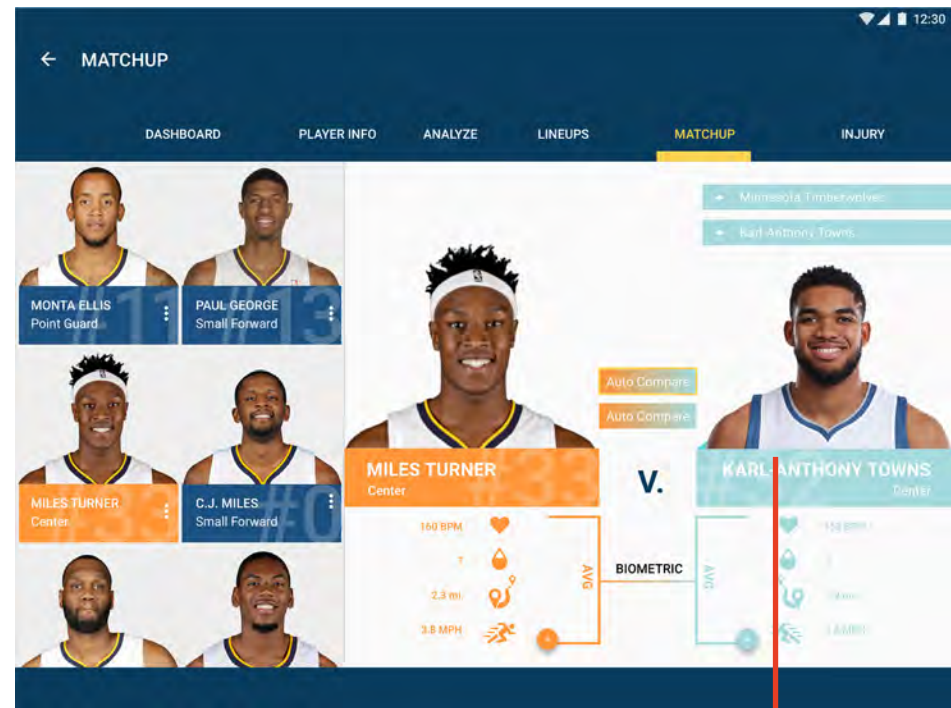 12:30
MATCHUP
DASHBOARD PLAYER INFO ANALYZE LINEUPS MATCHUP INJURY
Minnesota Timberwolves
Karl-Anthony Towns
MONTA ELLIS
Point Guard
#11
PAUL GEORGE
Small Forward
#13
MILES TURNER
Center
#33
C.J. MILES
Small Forward
#0
Auto Compare
Auto Compare
MILES TURNER
Center
#33
V.
KARL-ANTHONY TOWNS
Center
160 BPM
7
2.3 mi
3.8 MPH
AVG
BIOMETRIC
AVG